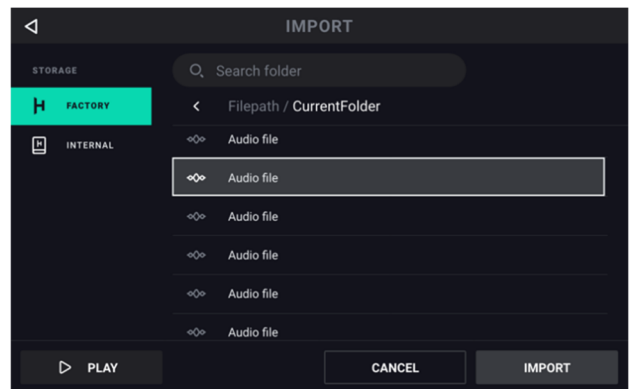 IMPORT
STORAGE
Search folder
FACTORY
Filepath / CurrentFolder
INTERNAL
Audio file
Audio file
Audio file
Audio file
Audio file
Audio file
PLAY
CANCEL
IMPORT